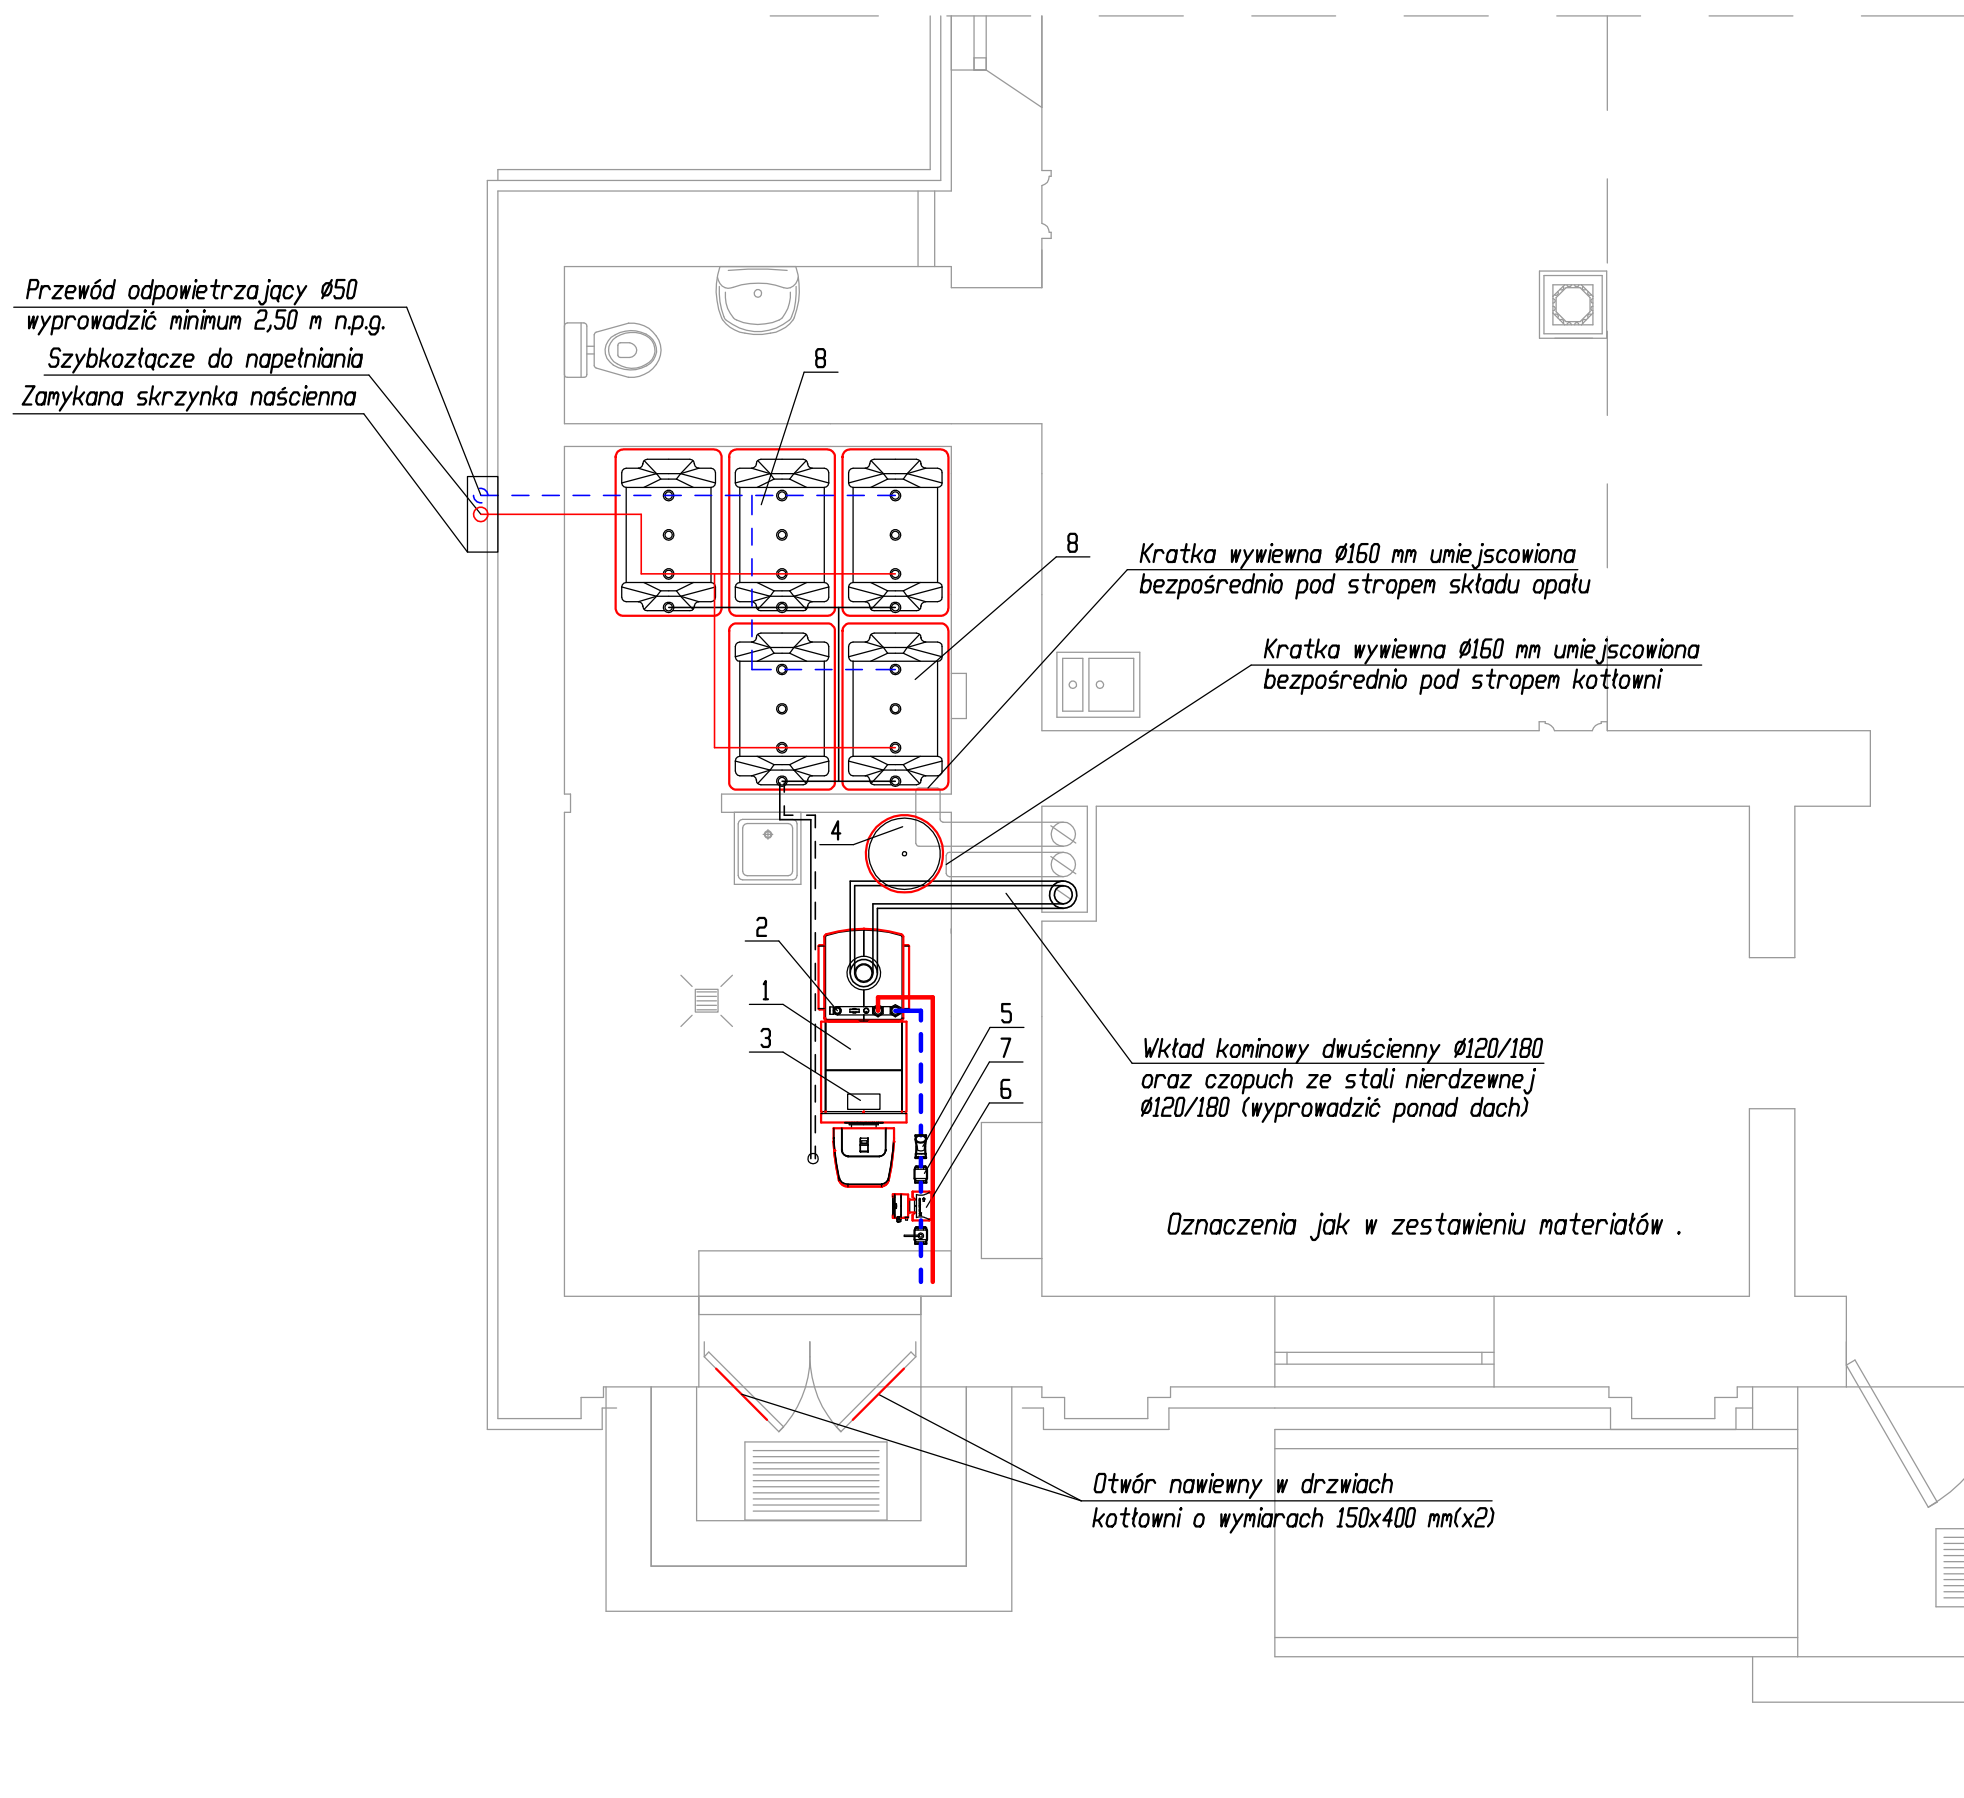 Przewód odpowietrzający Ø50
wyprowadzić minimum 2,50 m n.p.g.
Szybkozłącze do napełniania
Zamykana skrzynka naścienna
8
8
Kratka wywiewna Ø160 mm umiejscowiona
bezpośrednio pod stropem składu opału
Kratka wywiewna Ø160 mm umiejscowiona
bezpośrednio pod stropem kotłowni
4
2
1
3
5
7
6
Wkład kominowy dwuścienny Ø120/180
oraz czopuch ze stali nierdzewnej
Ø120/180 (wyprowadzić ponad dach)
Oznaczenia jak w zestawieniu materiałów .
Otwór nawiewny w drzwiach
kotłowni o wymiarach 150x400 mm(x2)